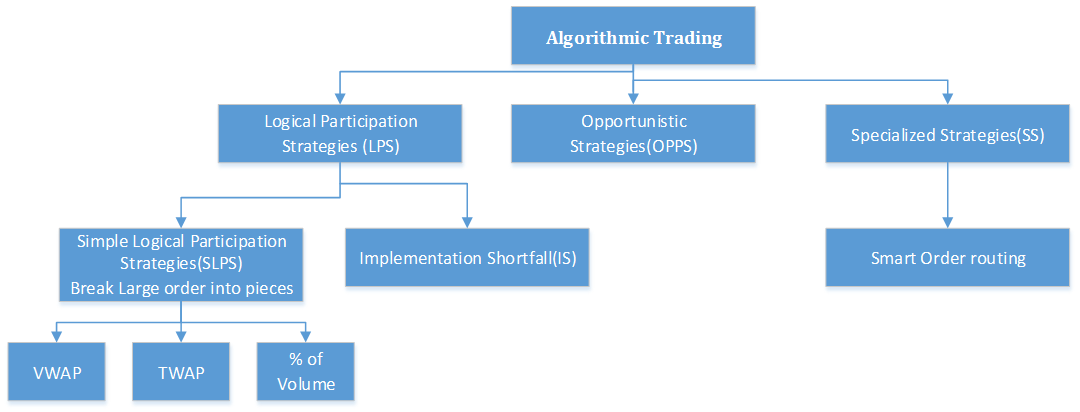 Algorithmic Trading
Logical Participation
Strategies (LPS)
Opportunistic
Strategies(OPPS)
Specialized Strategies(SS)
Simple Logical Participation
Strategies(SLPS)
Break Large order into pieces
Implementation Shortfall(IS)
Smart Order routing
VWAP
TWAP
% of
Volume